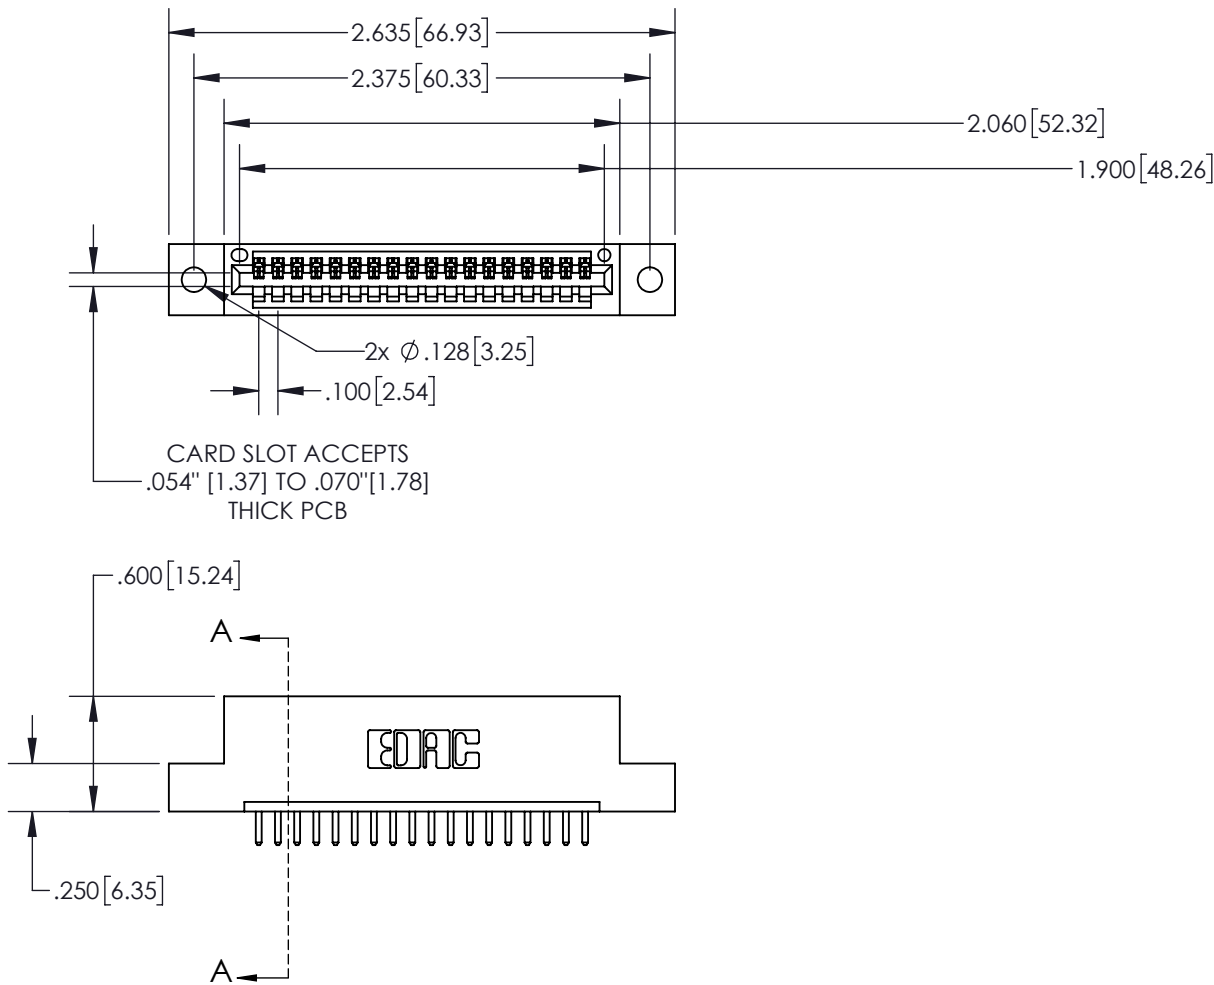 2.635[66.93]
2.375[60.33]
2.060[52.32]
1.900[48.26]
2x ⌀.128[3.25]
.100[2.54]
CARD SLOT ACCEPTS
.054" [1.37] TO .070"[1.78]
THICK PCB
.600[15.24]
A
EDAC
.250[6.35]
A